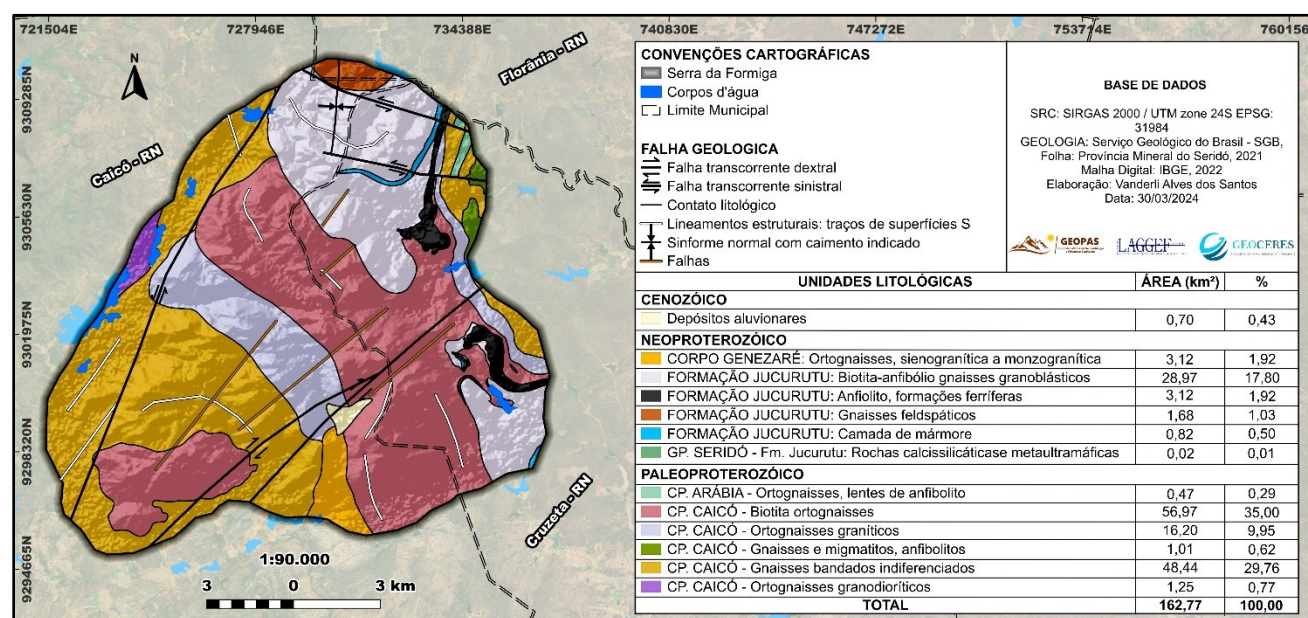 721504E 727946E 734388E 740830E 747272E 753714E 760156
9309285N
9305630N
9301975N
9298320N
9294665N
N
Florânia - RN
Caicó - RN
Cruzeta - RN
1:90.000
3 0 3 km
CONVENÇÕES CARTOGRÁFICAS
Serra da Formiga
Corpos d'água
Limite Municipal
FALHA GEOLOGICA
Falha transcorrente dextral
Falha transcorrente sinistral
Contato litológico
Lineamentos estruturais: traços de superfícies S
Sinforme normal com caimento indicado
Falhas
BASE DE DADOS
SRC: SIRGAS 2000 / UTM zone 24S EPSG:
31984
GEOLOGIA: Serviço Geológico do Brasil - SGB,
Folha: Província Mineral do Seridó, 2021
Malha Digital: IBGE, 2022
Elaboração: Vanderli Alves dos Santos
Data: 30/03/2024
GEOPAS LAGGEF GEOCERES
UNIDADES LITOLÓGICAS ÁREA (km²) %
CENOZÓICO
Depósitos aluvionares 0,70 0,43
NEOPROTEROZÓICO
CORPO GENEZARÉ: Ortognaisses, sienogranítica a monzogranítica 3,12 1,92
FORMAÇÃO JUCURUTU: Biotita-anfibólio gnaisses granoblásticos 28,97 17,80
FORMAÇÃO JUCURUTU: Anfiolito, formações ferríferas 3,12 1,92
FORMAÇÃO JUCURUTU: Gnaisses feldspáticos 1,68 1,03
FORMAÇÃO JUCURUTU: Camada de mármore 0,82 0,50
GP. SERIDÓ - Fm. Jucurutu: Rochas calcissilicáticase metaultramáficas 0,02 0,01
PALEOPROTEROZÓICO
CP. ARÁBIA - Ortognaisses, lentes de anfibolito 0,47 0,29
CP. CAICÓ - Biotita ortognaisses 56,97 35,00
CP. CAICÓ - Ortognaisses graníticos 16,20 9,95
CP. CAICÓ - Gnaisses e migmatitos, anfibolitos 1,01 0,62
CP. CAICÓ - Gnaisses bandados indiferenciados 48,44 29,76
CP. CAICÓ - Ortognaisses granodioríticos 1,25 0,77
TOTAL 162,77 100,00